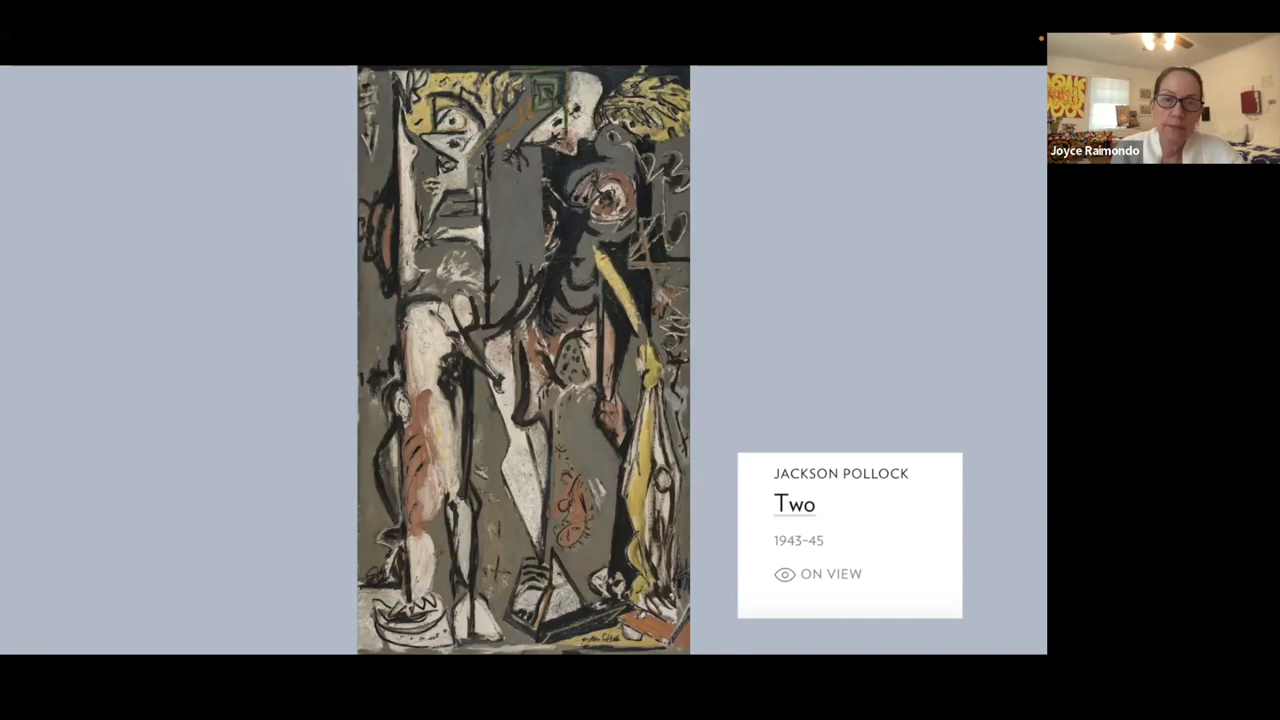 Joyce Raimondo
JACKSON POLLOCK
Two
1943–45
ON VIEW